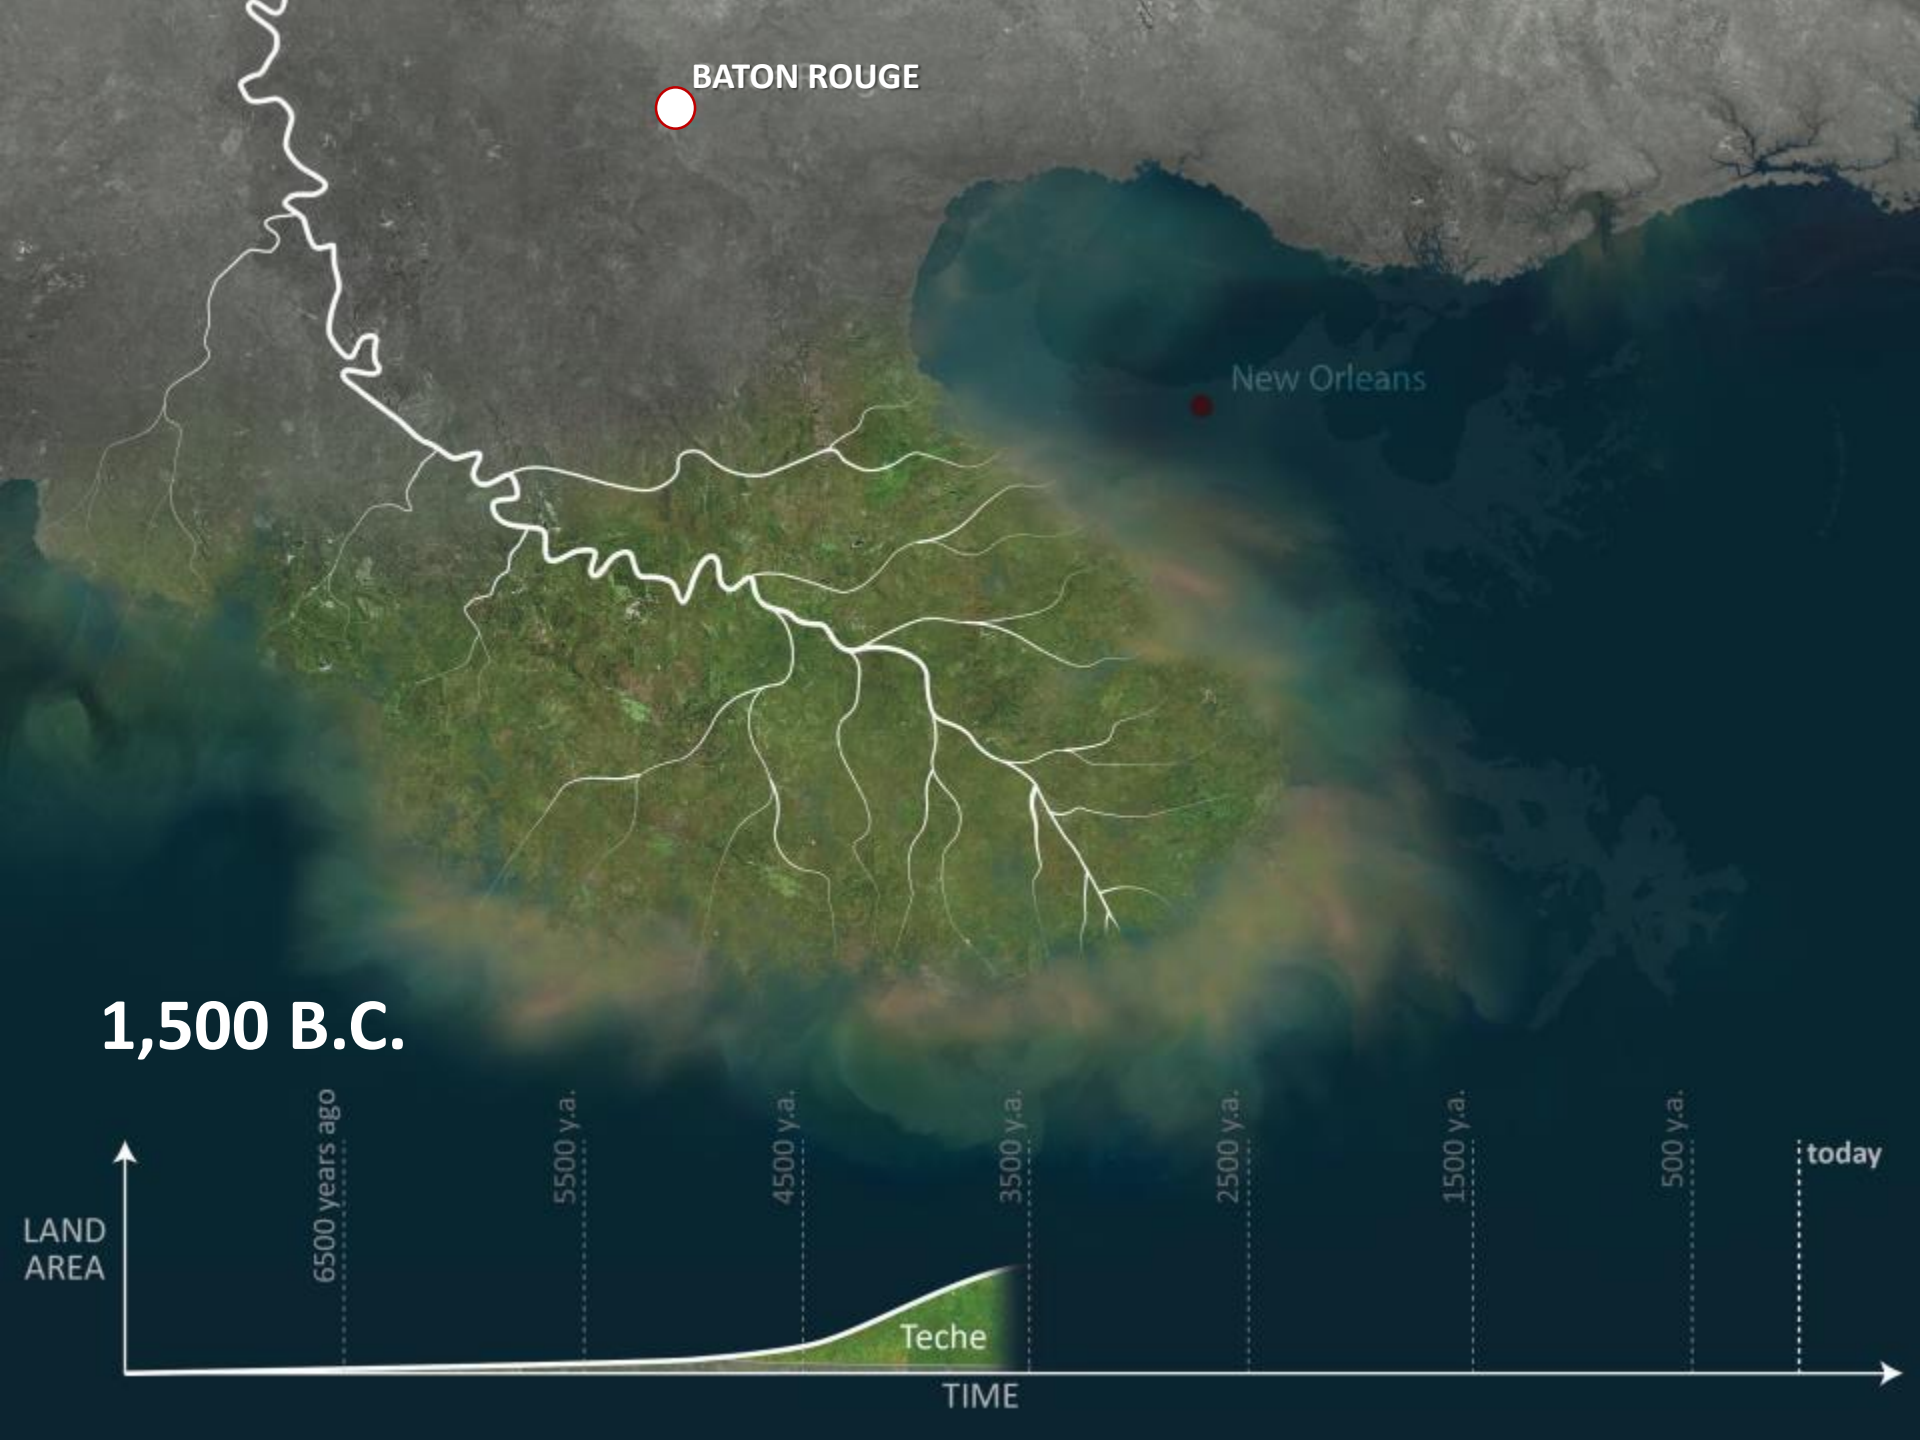 BATON ROUGE
New Orleans
1,500 B.C.
6500 years ago
5500 y.a.
4500 y.a.
3500 y.a.
2500 y.a.
1500 y.a.
500 y.a.
today
LAND
AREA
Teche
TIME